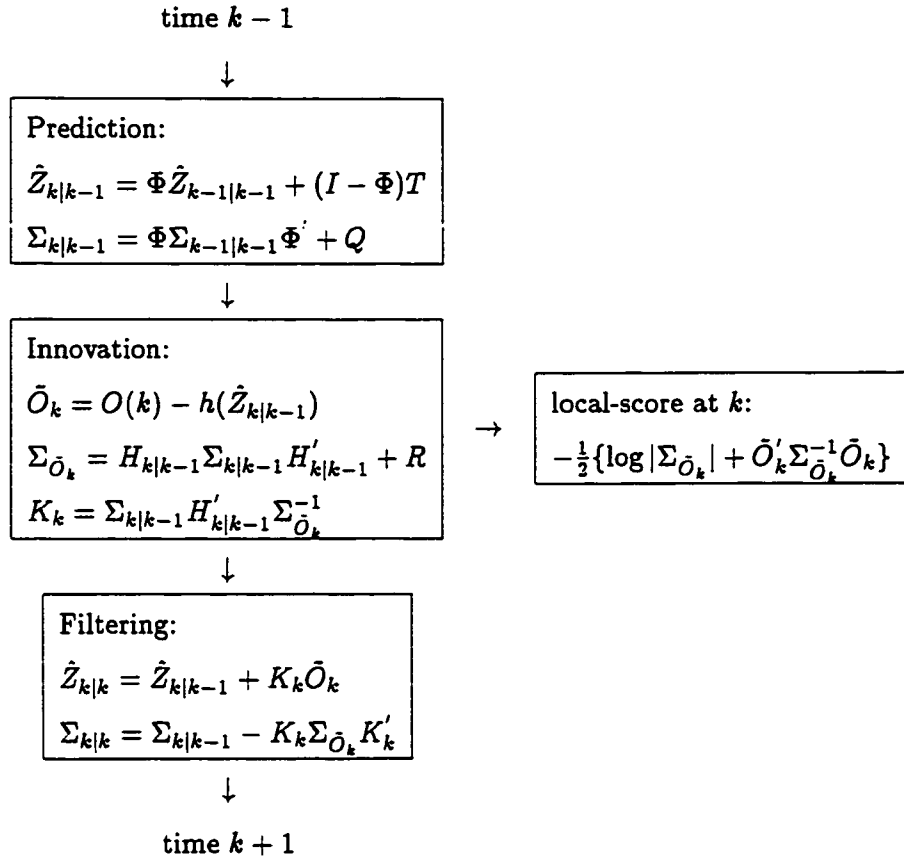 time k − 1
↓
Prediction:
Ẑ_{k|k−1} = ΦẐ_{k−1|k−1} + (I − Φ)T
Σ_{k|k−1} = ΦΣ_{k−1|k−1}Φ′ + Q
↓
Innovation:
Õ_k = O(k) − h(Ẑ_{k|k−1})
Σ_{Õ_k} = H_{k|k−1}Σ_{k|k−1}H′_{k|k−1} + R
K_k = Σ_{k|k−1}H′_{k|k−1}Σ^{−1}_{Õ_k}
→
local-score at k:
−½{log |Σ_{Õ_k}| + Õ′_kΣ^{−1}_{Õ_k}Õ_k}
↓
Filtering:
Ẑ_{k|k} = Ẑ_{k|k−1} + K_kÕ_k
Σ_{k|k} = Σ_{k|k−1} − K_kΣ_{Õ_k}K′_k
↓
time k + 1